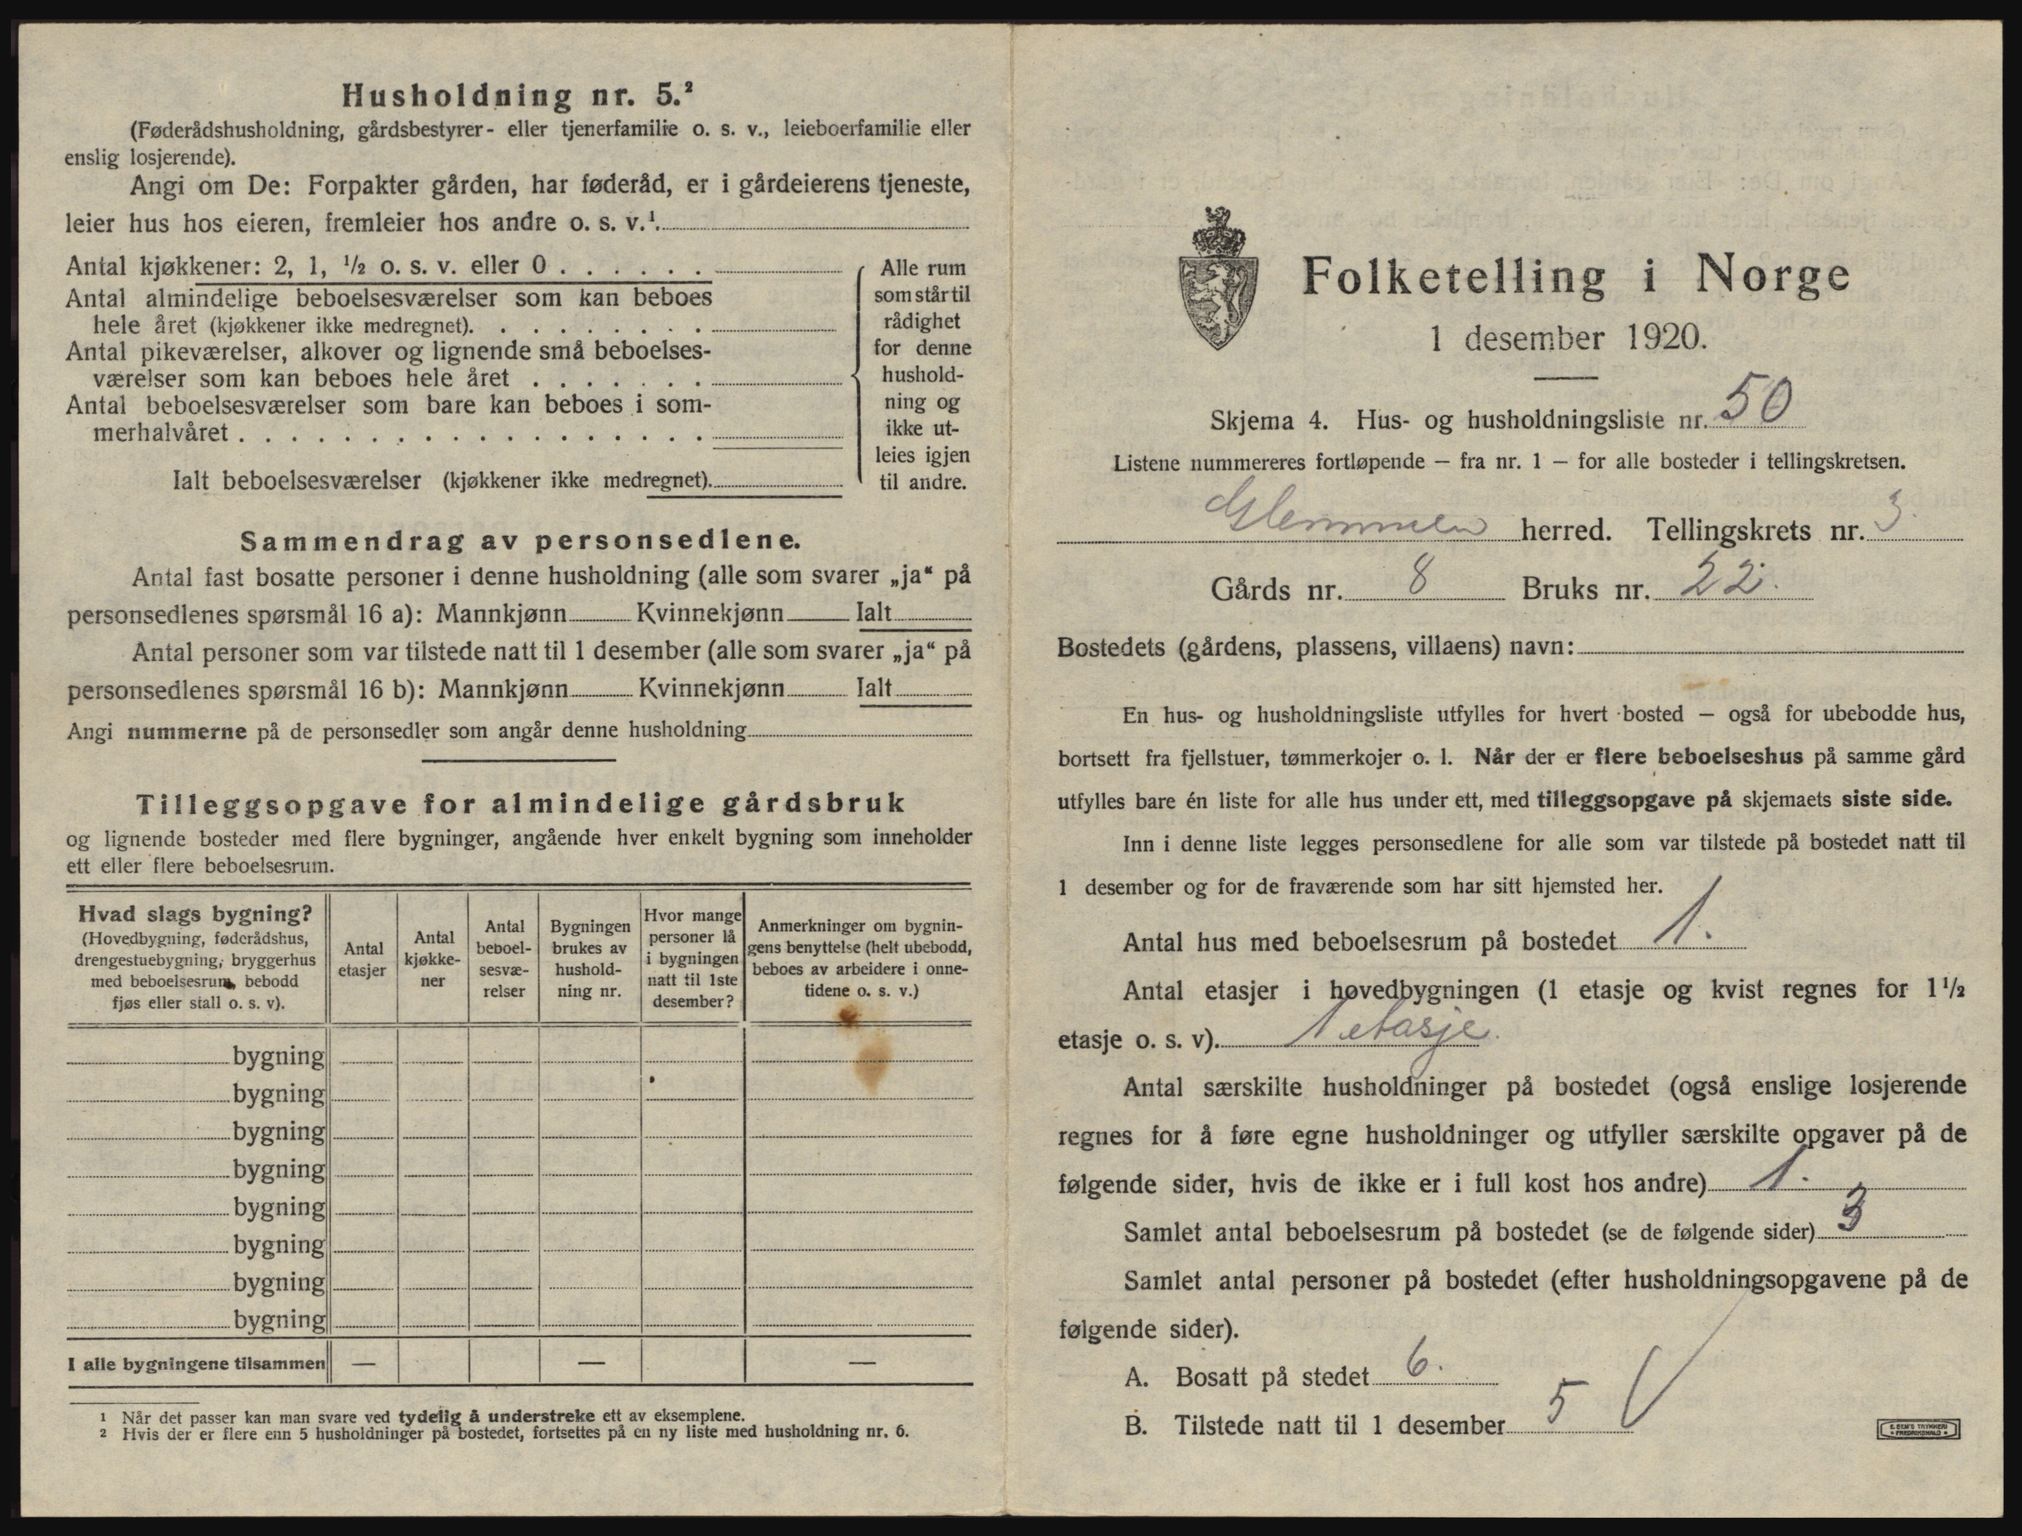 Husholdning nr. 5.²
(Føderådshusholdning, gårdsbestyrer- eller tjenerfamilie o. s. v., leieboerfamilie eller
enslig losjerende).
Angi om De: Forpakter gården, har føderåd, er i gårdeierens tjeneste,
leier hus hos eieren, fremleier hos andre o. s. v.¹.
Antal kjøkkener: 2, 1, ½ o. s. v. eller 0 . . . . . .
Antal almindelige beboelsesværelser som kan beboes
hele året (kjøkkener ikke medregnet). . . . . . . . .
Antal pikeværelser, alkover og lignende små beboelses-
værelser som kan beboes hele året . . . . . . .
Antal beboelsesværelser som bare kan beboes i som-
merhalvåret . . . . . . . . . . . . . . . . . .
Ialt beboelsesværelser (kjøkkener ikke medregnet).
Alle rum
som står til
rådighet
for denne
hushold-
ning og
ikke ut-
leies igjen
til andre.
Sammendrag av personsedlene.
Antal fast bosatte personer i denne husholdning (alle som svarer „ja“ på
personsedlenes spørsmål 16 a): Mannkjønn Kvinnekjønn Ialt
Antal personer som var tilstede natt til 1 desember (alle som svarer „ja“ på
personsedlenes spørsmål 16 b): Mannkjønn Kvinnekjønn Ialt
Angi nummerne på de personsedler som angår denne husholdning
Tilleggsopgave for almindelige gårdsbruk
og lignende bosteder med flere bygninger, angående hver enkelt bygning som inneholder
ett eller flere beboelsesrum.
Hvad slags bygning?
(Hovedbygning, føderådshus,
drengestuebygning, bryggerhus
med beboelsesrum, bebodd
fjøs eller stall o. s. v).
Antal
etasjer
Antal
kjøkke-
ner
Antal
beboel-
sesvæ-
relser
Bygningen
brukes av
hushold-
ning nr.
Hvor mange
personer lå
i bygningen
natt til 1ste
desember?
Anmerkninger om bygnin-
gens benyttelse (helt ubebodd,
beboes av arbeidere i onne-
tidene o. s. v.)
bygning
bygning
bygning
bygning
bygning
bygning
bygning
bygning
I alle bygningene tilsammen — — —
¹ Når det passer kan man svare ved tydelig å understreke ett av eksemplene.
² Hvis der er flere enn 5 husholdninger på bostedet, fortsettes på en ny liste med husholdning nr. 6.
Folketelling i Norge
1 desember 1920.
Skjema 4. Hus- og husholdningsliste nr. 50
Listene nummereres fortløpende — fra nr. 1 — for alle bosteder i tellingskretsen.
Glemmen herred. Tellingskrets nr. 3.
Gårds nr. 8 Bruks nr. 22.
Bostedets (gårdens, plassens, villaens) navn:
En hus- og husholdningsliste utfylles for hvert bosted — også for ubebodde hus,
bortsett fra fjellstuer, tømmerkojer o. l. Når der er flere beboelseshus på samme gård
utfylles bare én liste for alle hus under ett, med tilleggsopgave på skjemaets siste side.
Inn i denne liste legges personsedlene for alle som var tilstede på bostedet natt til
1 desember og for de fraværende som har sitt hjemsted her.
Antal hus med beboelsesrum på bostedet 1.
Antal etasjer i hovedbygningen (1 etasje og kvist regnes for 1½
etasje o. s. v). 1 etasje.
Antal særskilte husholdninger på bostedet (også enslige losjerende
regnes for å føre egne husholdninger og utfyller særskilte opgaver på de
følgende sider, hvis de ikke er i full kost hos andre) 1.
Samlet antal beboelsesrum på bostedet (se de følgende sider) 3
Samlet antal personer på bostedet (efter husholdningsopgavene på de
følgende sider).
A. Bosatt på stedet 6.
B. Tilstede natt til 1 desember 5